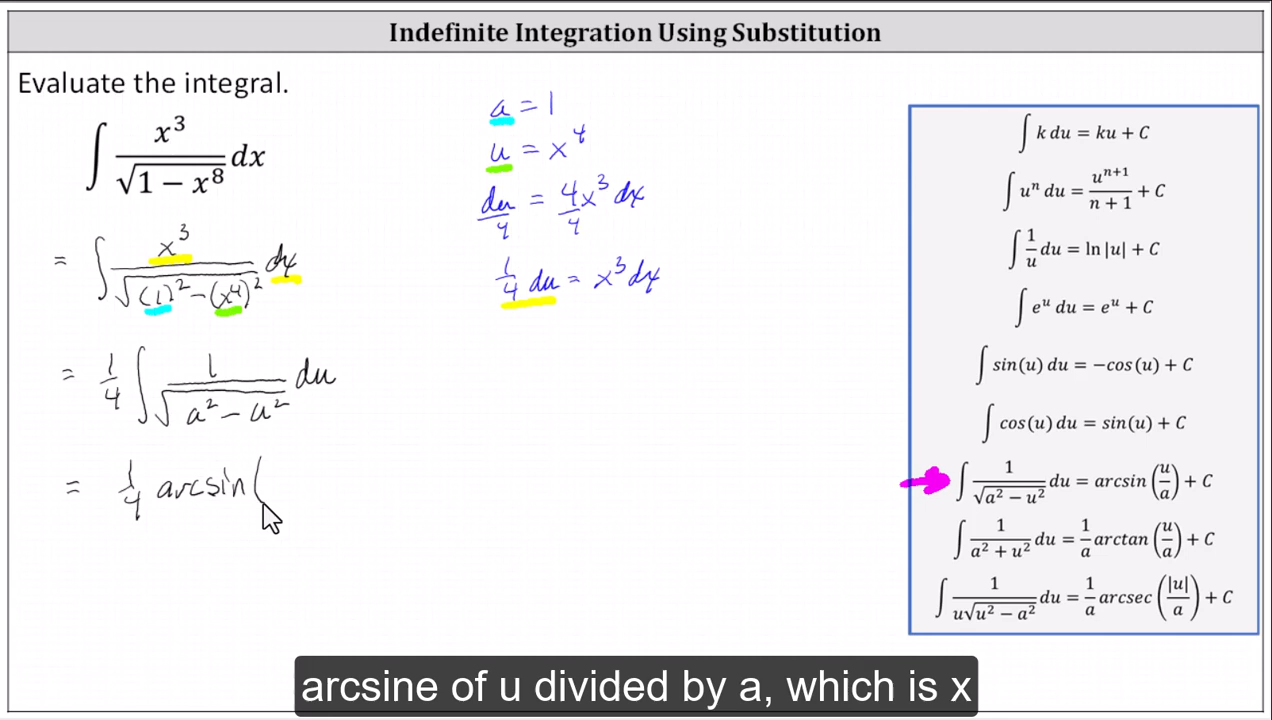 Indefinite Integration Using Substitution
Evaluate the integral.
∫ x³/√(1 − x⁸) dx
= ∫ x³/√((1)² − (x⁴)²) dx
= 1/4 ∫ 1/√(a² − u²) du
= 1/4 arcsin(
a = 1
u = x⁴
du/4 = 4x³dx/4
1/4 du = x³dx
∫ k du = ku + C
∫ uⁿ du = uⁿ⁺¹/(n + 1) + C
∫ 1/u du = ln|u| + C
∫ eᵘ du = eᵘ + C
∫ sin(u) du = −cos(u) + C
∫ cos(u) du = sin(u) + C
∫ 1/√(a² − u²) du = arcsin(u/a) + C
∫ 1/(a² + u²) du = 1/a arctan(u/a) + C
∫ 1/(u√(u² − a²)) du = 1/a arcsec(|u|/a) + C
arcsine of u divided by a, which is x